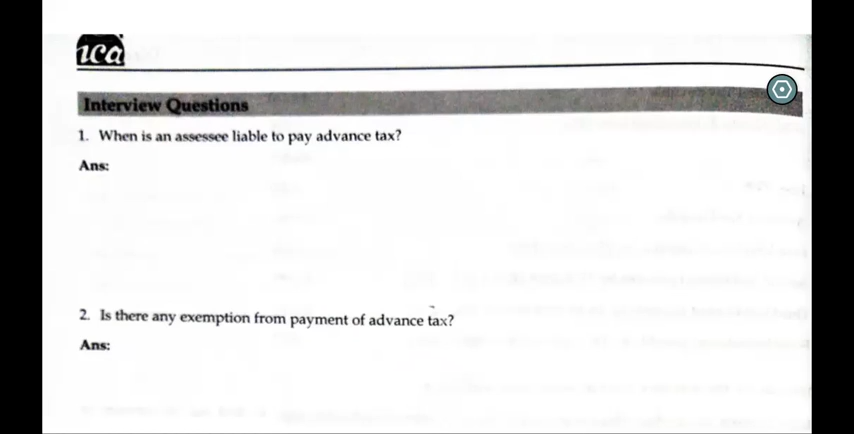 ica
Interview Questions
1. When is an assessee liable to pay advance tax?
Ans:
2. Is there any exemption from payment of advance tax?
Ans: